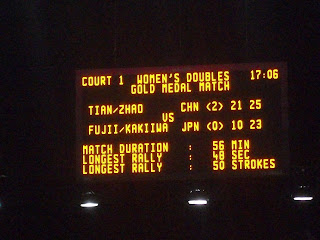 COURT 1 WOMEN'S DOUBLES 17:06
GOLD MEDAL MATCH
TIAN/ZHAO CHN <2> 21 25
VS
FUJII/KAKIIWA JPN <0> 10 23
MATCH DURATION : 56 MIN
LONGEST RALLY : 48 SEC
LONGEST RALLY : 50 STROKES